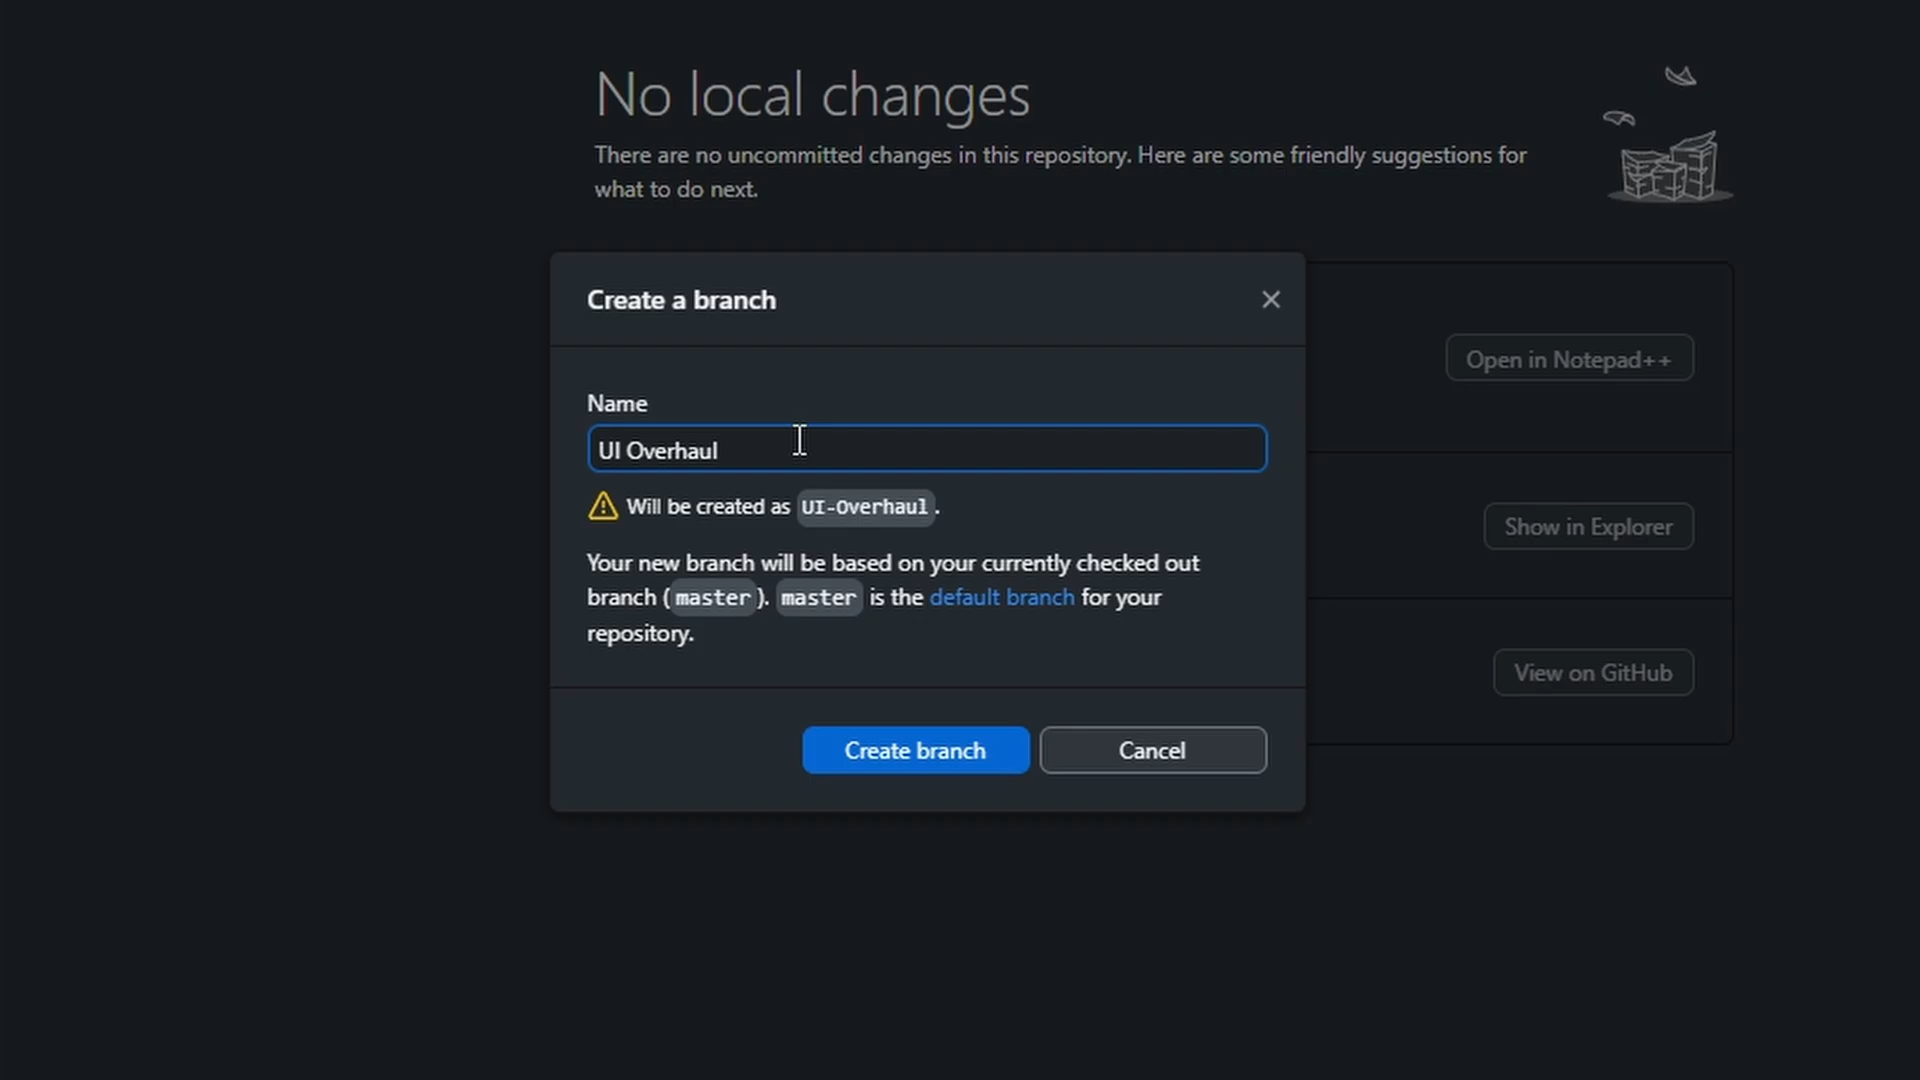 No local changes
There are no uncommitted changes in this repository. Here are some friendly suggestions for
what to do next.
Create a branch
Open in Notepad++
Name
UI Overhaul
Will be created as UI-Overhaul.
Show in Explorer
Your new branch will be based on your currently checked out
branch (master). master is the default branch for your
repository.
View on GitHub
Create branch
Cancel